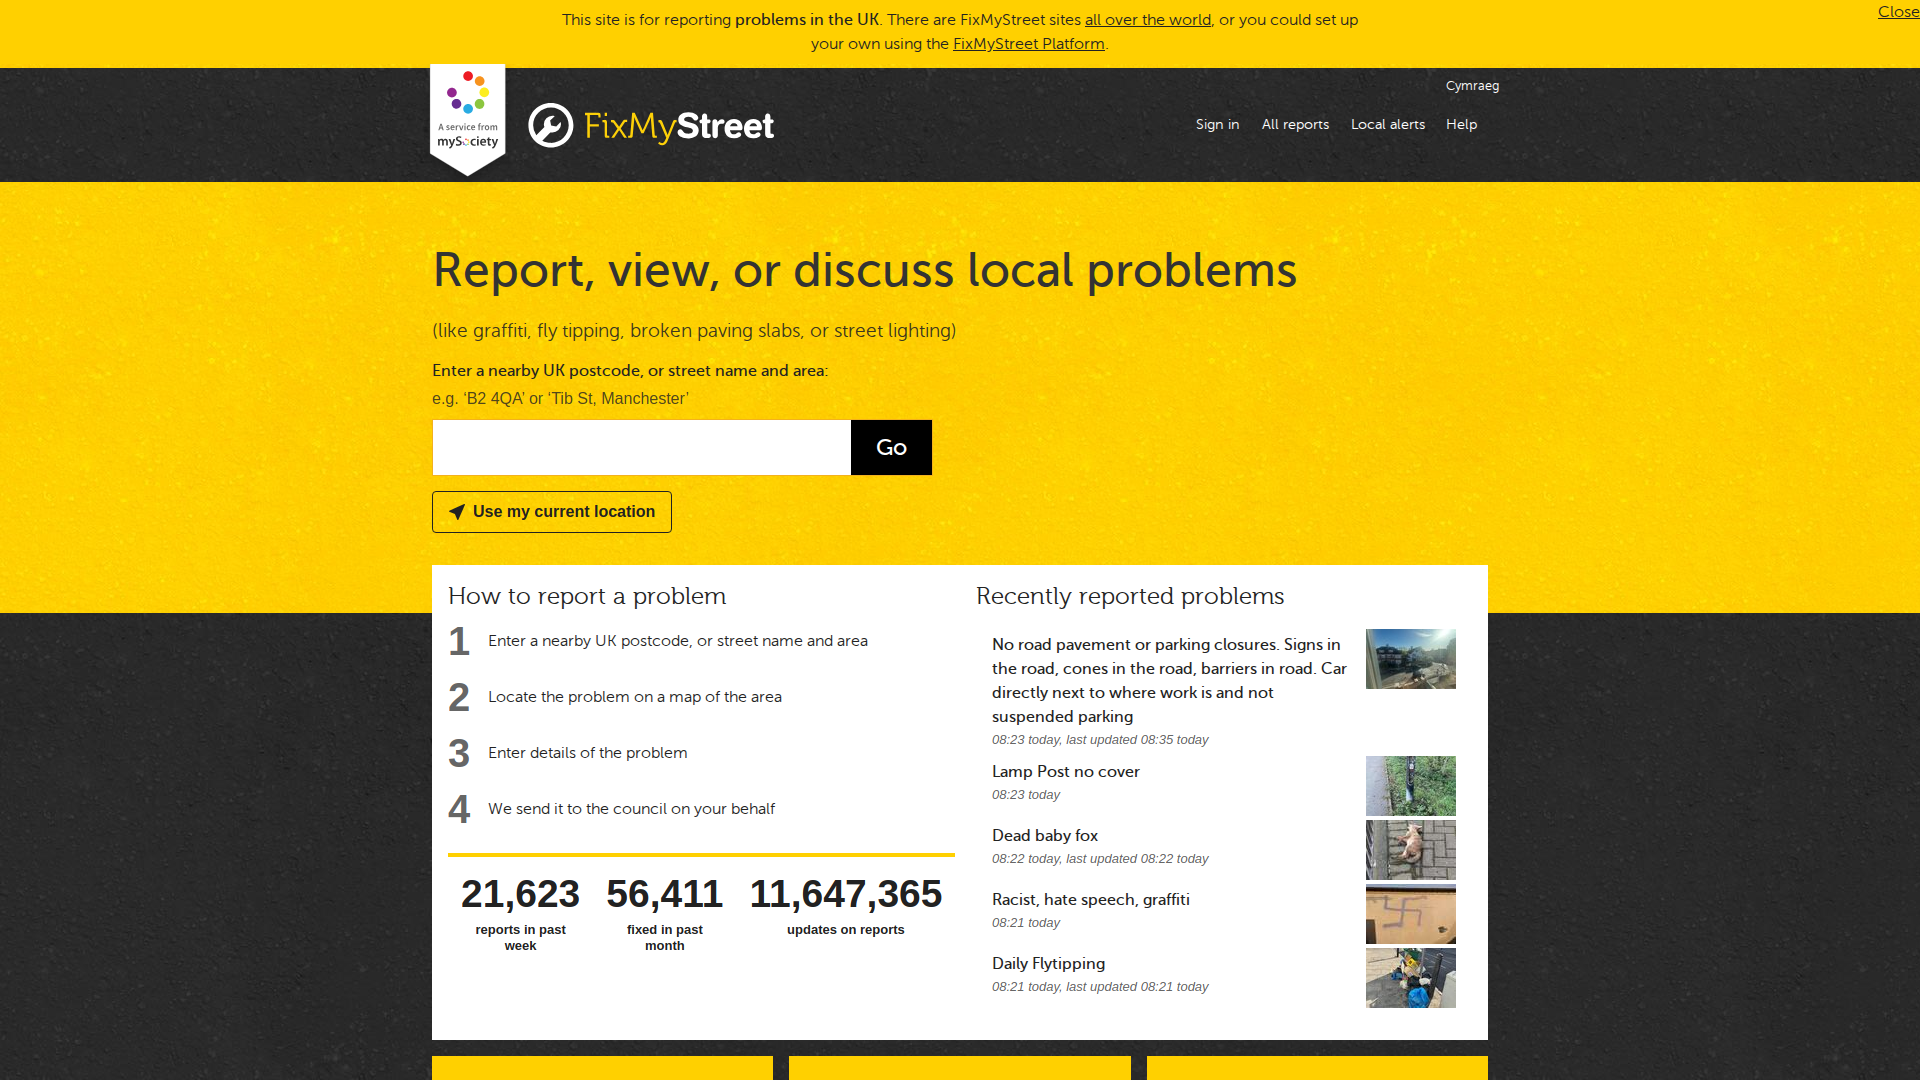 This site is for reporting problems in the UK. There are FixMyStreet sites all over the world, or you could set up
your own using the FixMyStreet Platform.
Close
A service from
mySociety
FixMyStreet
Cymraeg
Sign in All reports Local alerts Help
Report, view, or discuss local problems
(like graffiti, fly tipping, broken paving slabs, or street lighting)
Enter a nearby UK postcode, or street name and area:
e.g. ‘B2 4QA’ or ‘Tib St, Manchester’
Go
Use my current location
How to report a problem
1 Enter a nearby UK postcode, or street name and area
2 Locate the problem on a map of the area
3 Enter details of the problem
4 We send it to the council on your behalf
21,623 56,411 11,647,365
reports in past fixed in past updates on reports
week month
Recently reported problems
No road pavement or parking closures. Signs in
the road, cones in the road, barriers in road. Car
directly next to where work is and not
suspended parking
08:23 today, last updated 08:35 today
Lamp Post no cover
08:23 today
Dead baby fox
08:22 today, last updated 08:22 today
Racist, hate speech, graffiti
08:21 today
Daily Flytipping
08:21 today, last updated 08:21 today